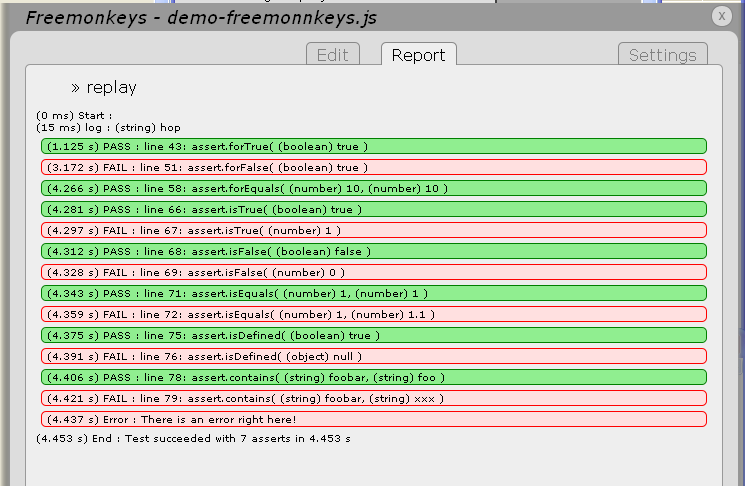 Freemonkeys - demo-freemonnkeys.js
x
Edit
Report
Settings
» replay
(0 ms) Start :
(15 ms) log : (string) hop
(1.125 s) PASS : line 43: assert.forTrue( (boolean) true )
(3.172 s) FAIL : line 51: assert.forFalse( (boolean) true )
(4.266 s) PASS : line 58: assert.forEquals( (number) 10, (number) 10 )
(4.281 s) PASS : line 66: assert.isTrue( (boolean) true )
(4.297 s) FAIL : line 67: assert.isTrue( (number) 1 )
(4.312 s) PASS : line 68: assert.isFalse( (boolean) false )
(4.328 s) FAIL : line 69: assert.isFalse( (number) 0 )
(4.343 s) PASS : line 71: assert.isEquals( (number) 1, (number) 1 )
(4.359 s) FAIL : line 72: assert.isEquals( (number) 1, (number) 1.1 )
(4.375 s) PASS : line 75: assert.isDefined( (boolean) true )
(4.391 s) FAIL : line 76: assert.isDefined( (object) null )
(4.406 s) PASS : line 78: assert.contains( (string) foobar, (string) foo )
(4.421 s) FAIL : line 79: assert.contains( (string) foobar, (string) xxx )
(4.437 s) Error : There is an error right here!
(4.453 s) End : Test succeeded with 7 asserts in 4.453 s